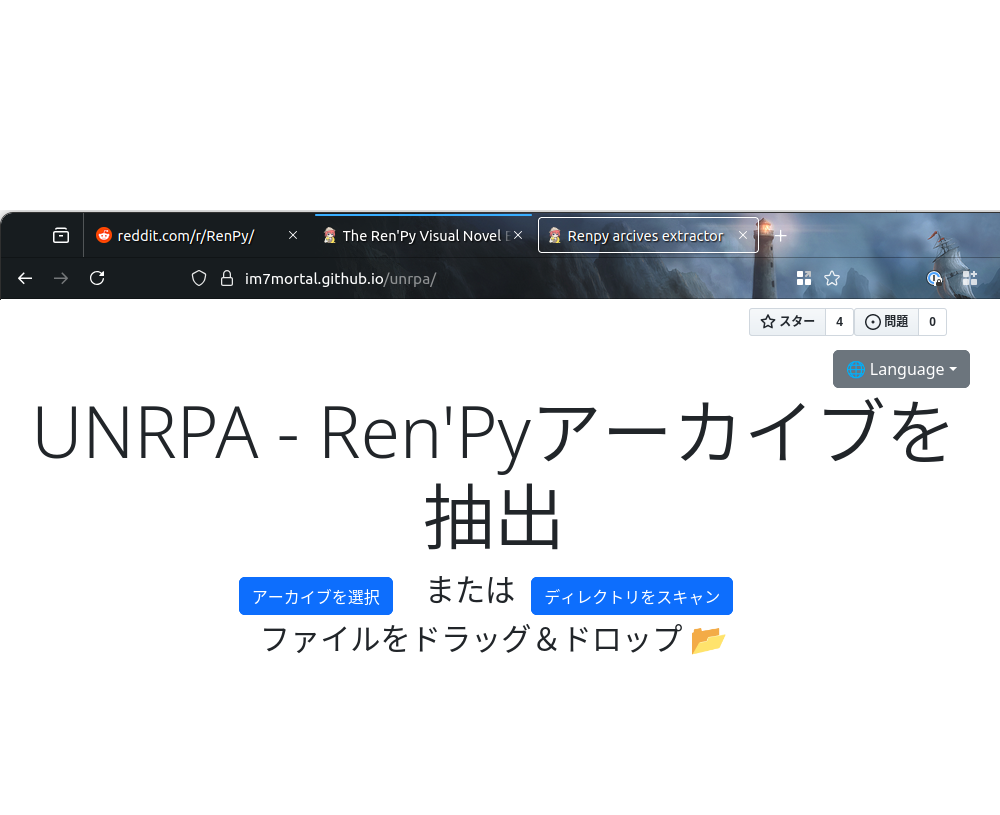 reddit.com/r/RenPy/
The Ren'Py Visual Novel E
Renpy arcives extractor
im7mortal.github.io/unrpa/
スター 4
問題 0
🌐 Language
UNRPA - Ren'Pyアーカイブを
抽出
アーカイブを選択 または ディレクトリをスキャン
ファイルをドラッグ＆ドロップ 📂